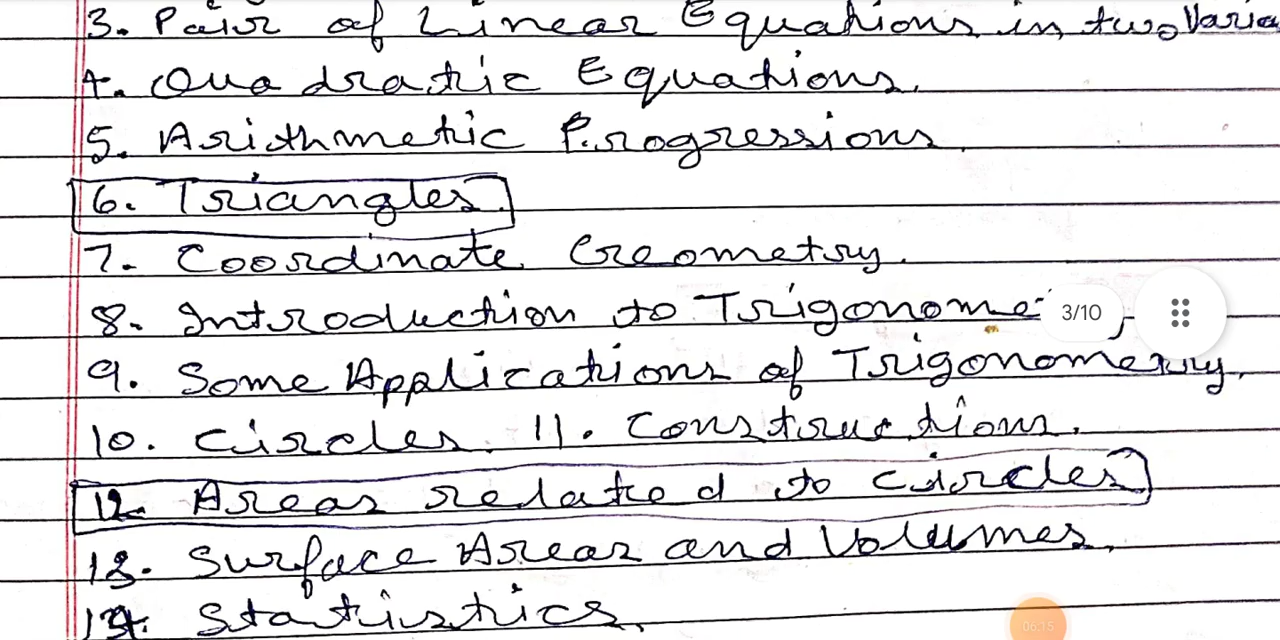 3. Pair of Linear Equations in two Varia
4. Quadratic Equations.
5. Arithmetic Progressions.
6. Triangles.
7. Coordinate Geometry.
8. Introduction to Trigonome
3/10
9. Some Applications of Trigonometry.
10. Circles. 11. Constructions.
12. Areas related to Circles
13. Surface Areas and Volumes.
14. Statistics.
06:15